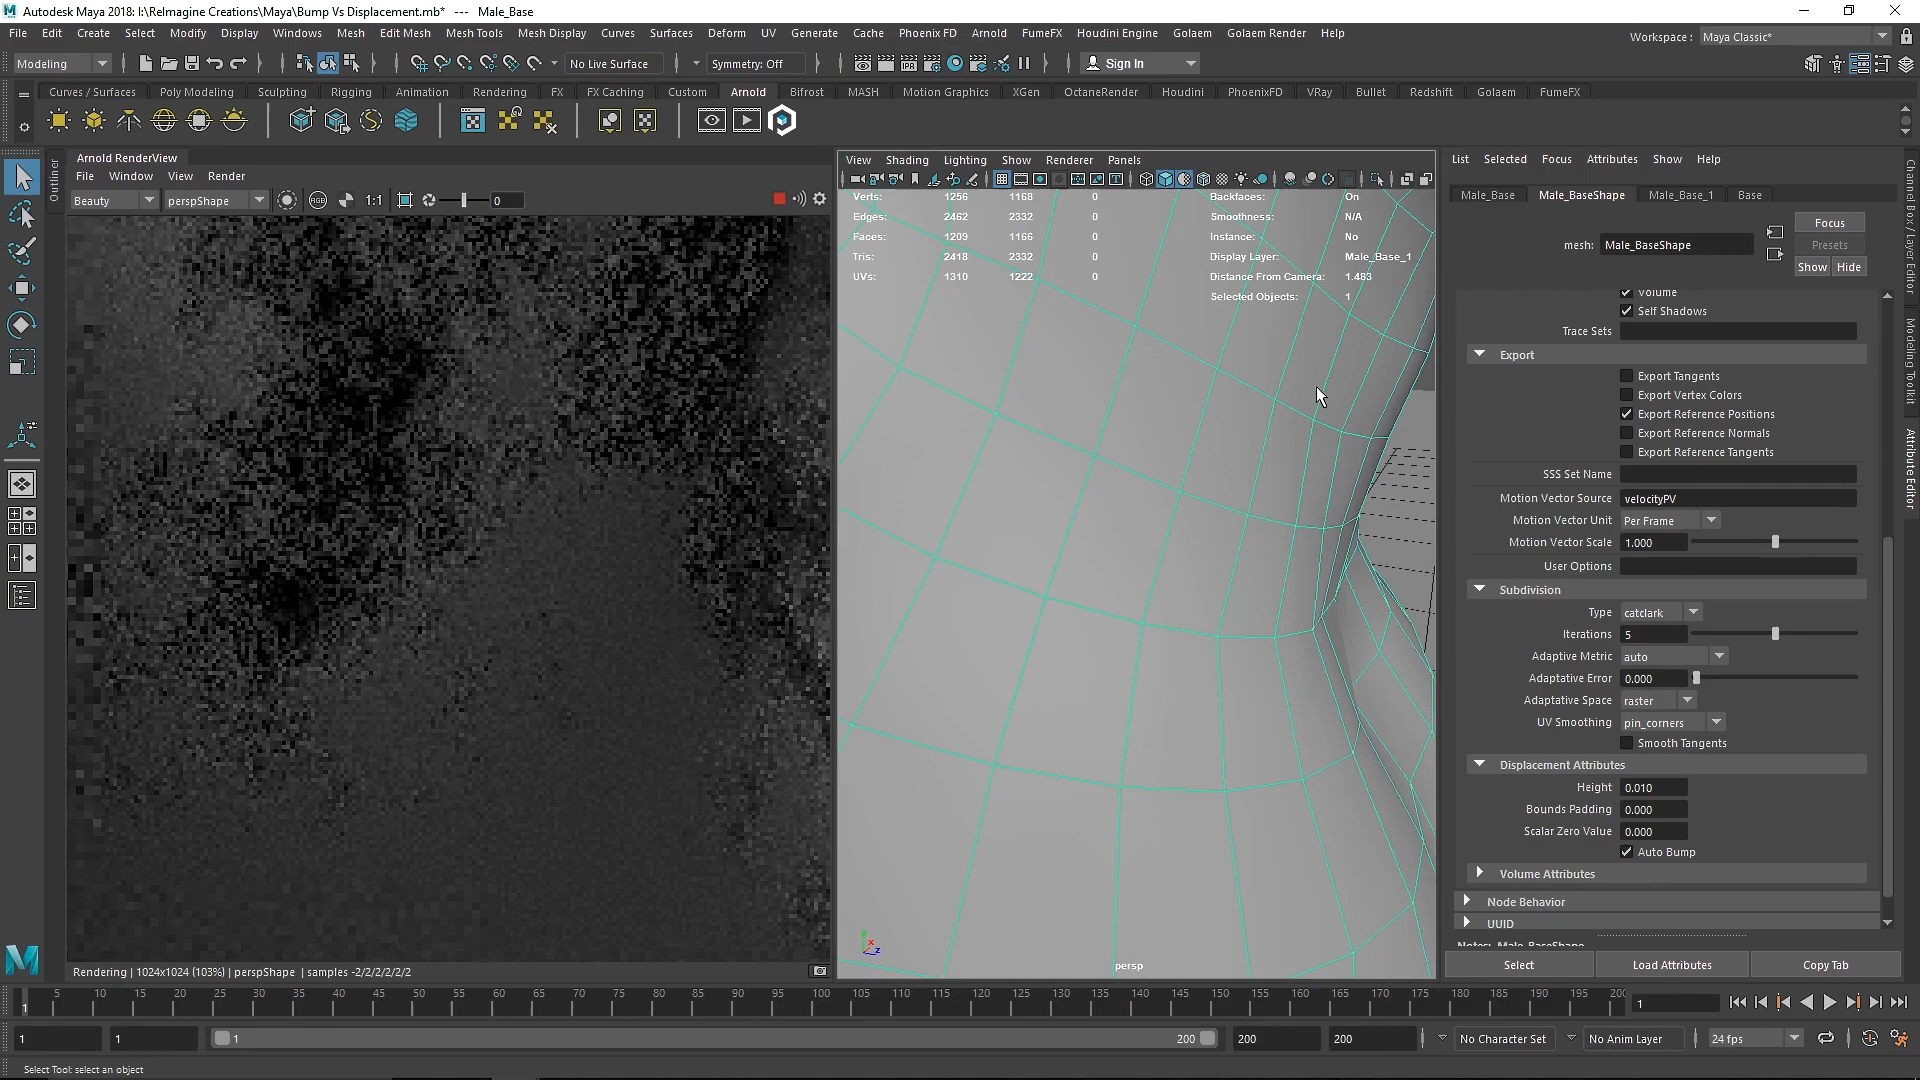 Autodesk Maya 2018: I:\ReImagine Creations\Maya\Bump Vs Displacement.mb* --- Male_Base
File Edit Create Select Modify Display Windows Mesh Edit Mesh Mesh Tools Mesh Display Curves Surfaces Deform UV Generate Cache Phoenix FD Arnold FumeFX Houdini Engine Golaem Golaem Render Help
Workspace : Maya Classic*
Modeling No Live Surface Symmetry: Off Sign In
Curves / Surfaces Poly Modeling Sculpting Rigging Animation Rendering FX FX Caching Custom Arnold Bifrost MASH Motion Graphics XGen OctaneRender Houdini PhoenixFD VRay Bullet Redshift Golaem FumeFX
Outliner
Arnold RenderView
File Window View Render
Beauty perspShape 1:1 0
Rendering | 1024x1024 (103%) | perspShape | samples -2/2/2/2/2/2
View Shading Lighting Show Renderer Panels
Verts: 1256 1168 0
Edges: 2462 2332 0
Faces: 1209 1166 0
Tris: 2418 2332 0
UVs: 1310 1222 0
Backfaces: On
Smoothness: N/A
Instance: No
Display Layer: Male_Base_1
Distance From Camera: 1.483
Selected Objects: 1
persp
List Selected Focus Attributes Show Help
Male_Base Male_BaseShape Male_Base_1 Base
mesh: Male_BaseShape
Focus
Presets
Show Hide
Volume
Self Shadows
Trace Sets
Export
Export Tangents
Export Vertex Colors
Export Reference Positions
Export Reference Normals
Export Reference Tangents
SSS Set Name
Motion Vector Source velocityPV
Motion Vector Unit Per Frame
Motion Vector Scale 1.000
User Options
Subdivision
Type catclark
Iterations 5
Adaptive Metric auto
Adaptative Error 0.000
Adaptative Space raster
UV Smoothing pin_corners
Smooth Tangents
Displacement Attributes
Height 0.010
Bounds Padding 0.000
Scalar Zero Value 0.000
Auto Bump
Volume Attributes
Node Behavior
UUID
Notes: Male_BaseShape
Select Load Attributes Copy Tab
Channel Box / Layer Editor
Modeling Toolkit
Attribute Editor
1 5 10 15 20 25 30 35 40 45 50 55 60 65 70 75 80 85 90 95 100 105 110 115 120 125 130 135 140 145 150 155 160 165 170 175 180 185 190 195 200 1
1 1 1 200 200 200 No Character Set No Anim Layer 24 fps
Select Tool: select an object